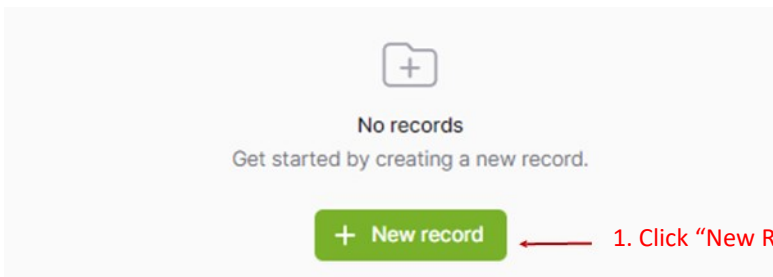 No records
Get started by creating a new record.
+ New record
1. Click “New R